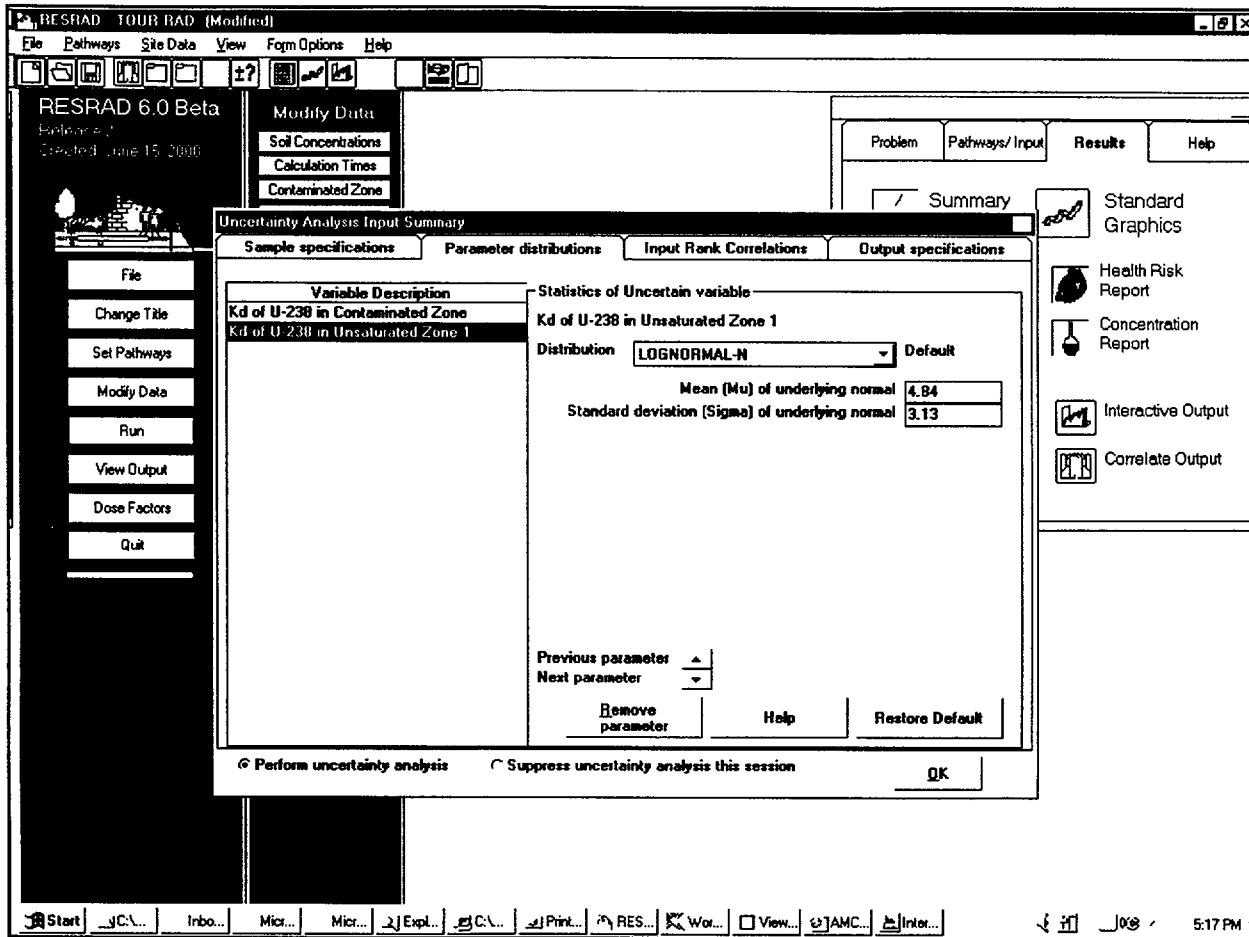 RESRAD TOUR.RAD (Modified)
File Pathways Site Data View Form Options Help
±?
RESRAD 6.0 Beta
Created: June 15, 2000
Modify Data
Soil Concentrations
Calculation Times
Contaminated Zone
Problem Pathways/Input Results Help
Summary
Standard Graphics
Health Risk Report
Concentration Report
Interactive Output
Correlate Output
File
Change Title
Set Pathways
Modify Data
Run
View Output
Dose Factors
Quit
Uncertainty Analysis Input Summary
Sample specifications Parameter distributions Input Rank Correlations Output specifications
Variable Description
Kd of U-238 in Contaminated Zone
Kd of U-238 in Unsaturated Zone 1
Statistics of Uncertain variable
Kd of U-238 in Unsaturated Zone 1
Distribution LOGNORMAL-N Default
Mean (Mu) of underlying normal 4.84
Standard deviation (Sigma) of underlying normal 3.13
Previous parameter
Next parameter
Remove parameter
Help
Restore Default
Perform uncertainty analysis Suppress uncertainty analysis this session
OK
Start C:\... Inbo... Micr... Micr... Expl... C:\... Print... RES... Wor... View... AMC... Inter... 5:17 PM